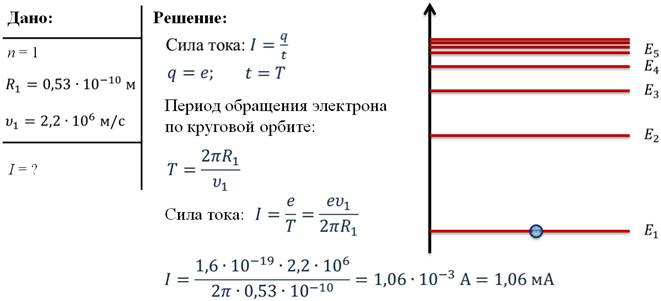 Дано:
n = 1
R₁ = 0,53 · 10⁻¹⁰ м
υ₁ = 2,2 · 10⁶ м/с
I = ?
Решение:
Сила тока: I = q/t
q = e; t = T
Период обращения электрона
по круговой орбите:
T = 2πR₁/υ₁
Сила тока: I = e/T = eυ₁/2πR₁
I = 1,6 · 10⁻¹⁹ · 2,2 · 10⁶/2π · 0,53 · 10⁻¹⁰ = 1,06 · 10⁻³ А = 1,06 мА
E₅
E₄
E₃
E₂
E₁